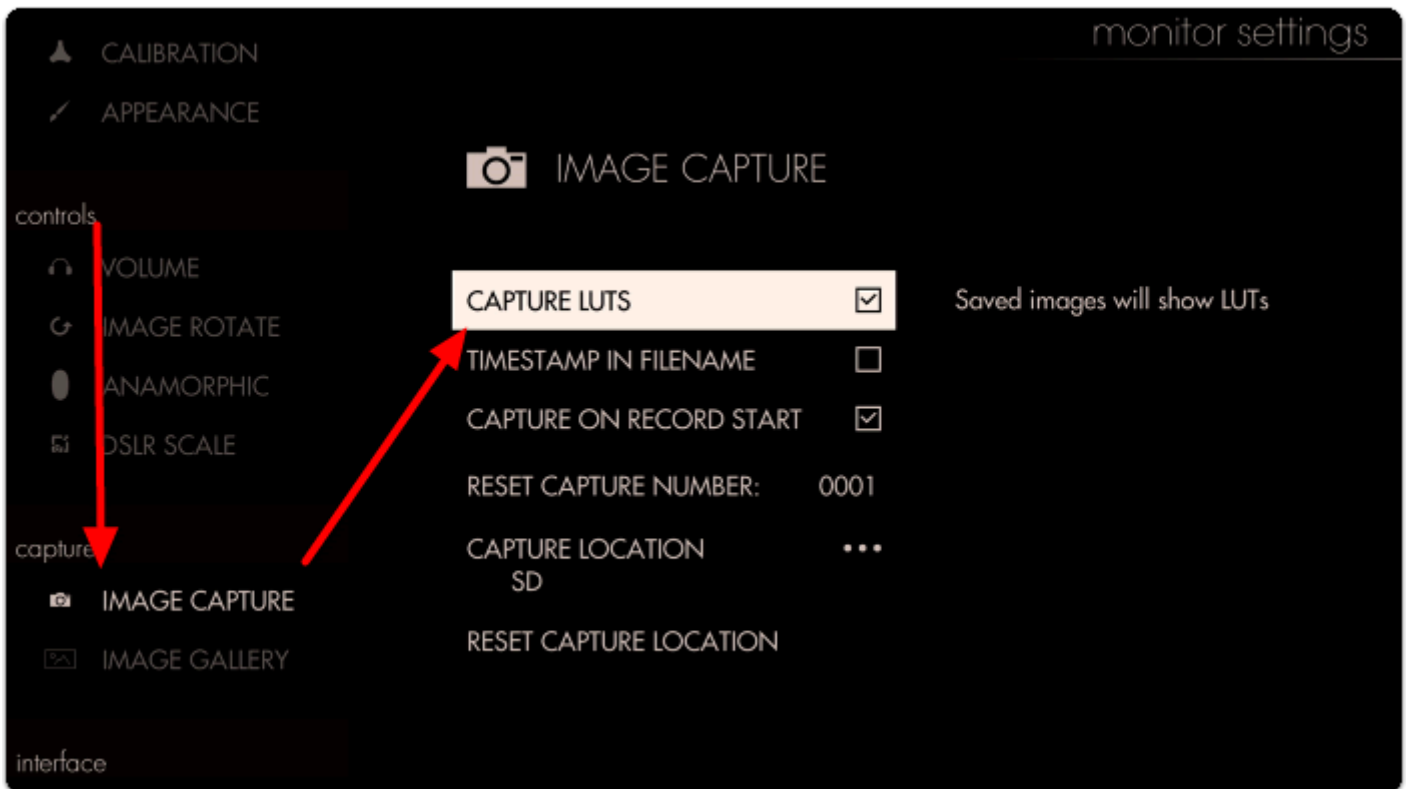 monitor settings
CALIBRATION
APPEARANCE
controls
VOLUME
IMAGE ROTATE
ANAMORPHIC
DSLR SCALE
capture
IMAGE CAPTURE
IMAGE GALLERY
interface
IMAGE CAPTURE
CAPTURE LUTS
Saved images will show LUTs
TIMESTAMP IN FILENAME
CAPTURE ON RECORD START
RESET CAPTURE NUMBER: 0001
CAPTURE LOCATION •••
SD
RESET CAPTURE LOCATION